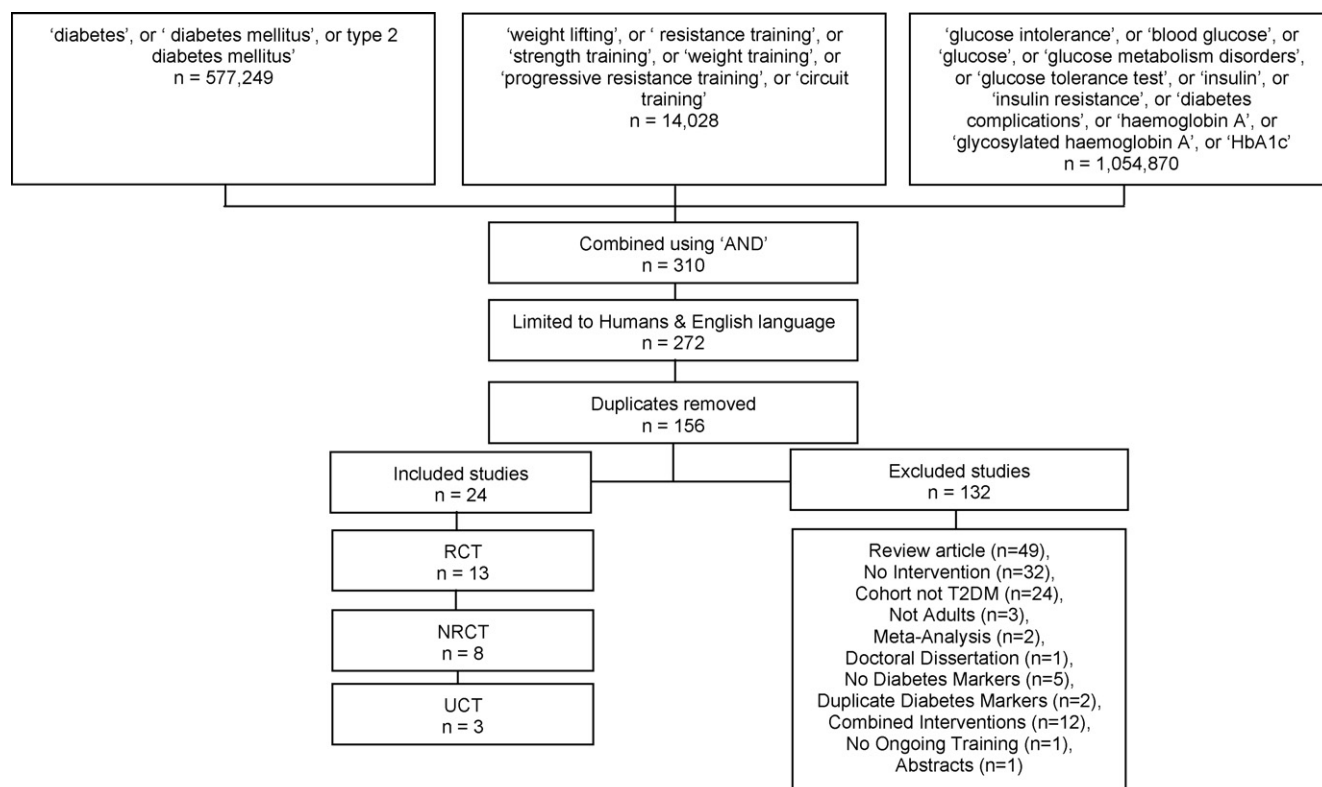 ‘diabetes’, or ‘ diabetes mellitus’, or type 2
diabetes mellitus’
n = 577,249
‘weight lifting’, or ‘ resistance training’, or
‘strength training’, or ‘weight training’, or
‘progressive resistance training’, or ‘circuit
training’
n = 14,028
‘glucose intolerance’, or ‘blood glucose’, or
‘glucose’, or ‘glucose metabolism disorders’,
or ‘glucose tolerance test’, or ‘insulin’, or
‘insulin resistance’, or ‘diabetes
complications’, or ‘haemoglobin A’, or
‘glycosylated haemoglobin A’, or ‘HbA1c’
n = 1,054,870
Combined using ‘AND’
n = 310
Limited to Humans & English language
n = 272
Duplicates removed
n = 156
Included studies
n = 24
RCT
n = 13
NRCT
n = 8
UCT
n = 3
Excluded studies
n = 132
Review article (n=49),
No Intervention (n=32),
Cohort not T2DM (n=24),
Not Adults (n=3),
Meta-Analysis (n=2),
Doctoral Dissertation (n=1),
No Diabetes Markers (n=5),
Duplicate Diabetes Markers (n=2),
Combined Interventions (n=12),
No Ongoing Training (n=1),
Abstracts (n=1)